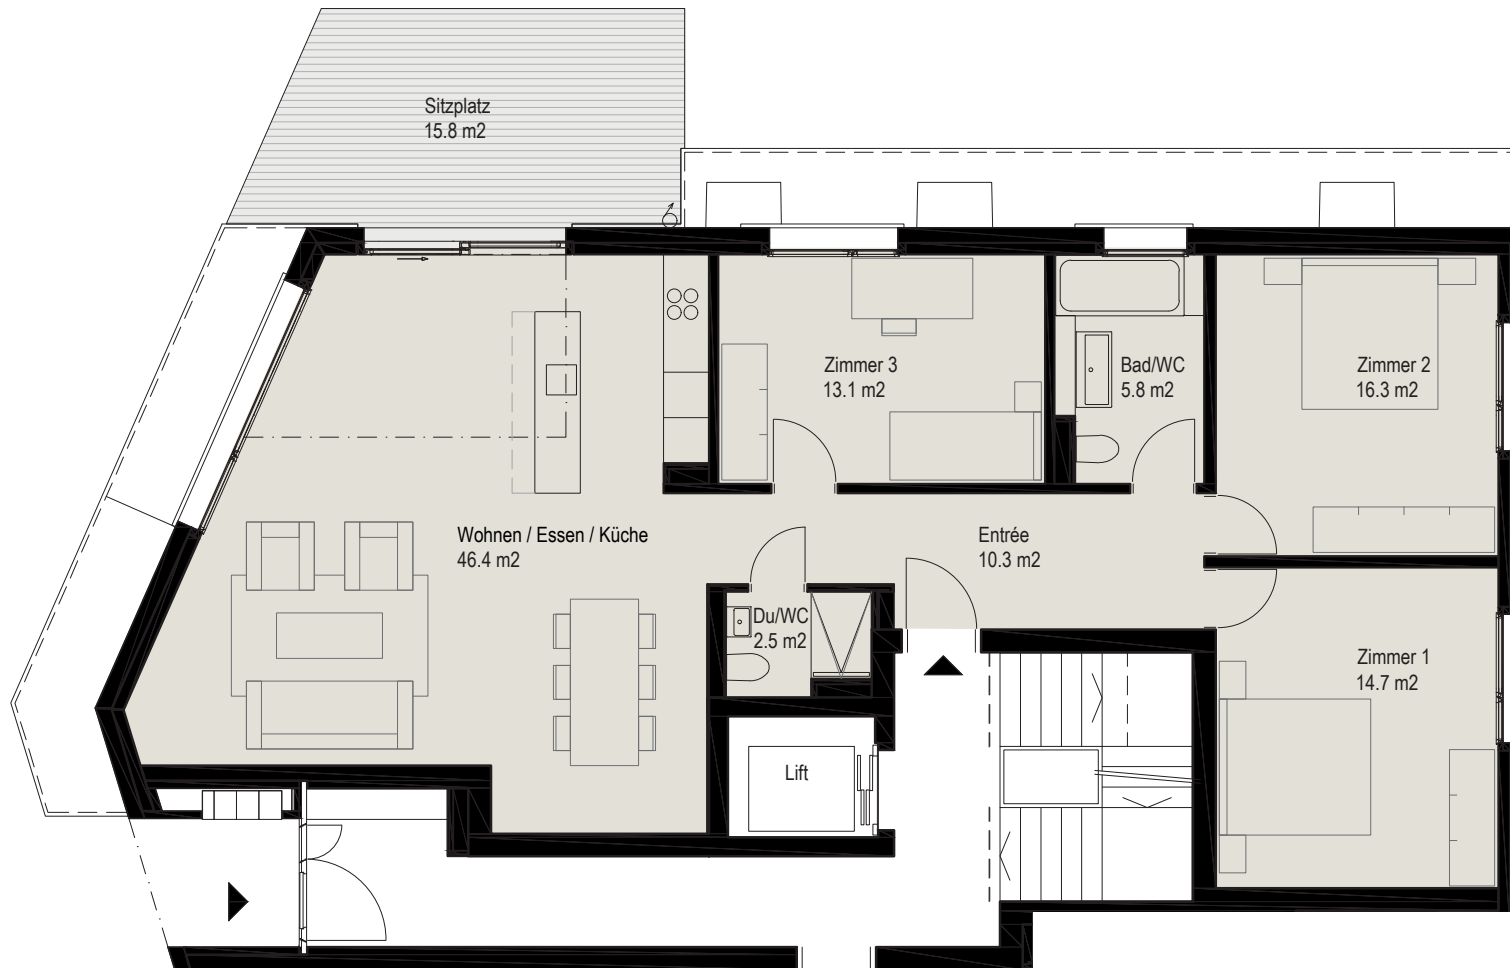 Sitzplatz
15.8 m2
Zimmer 3
13.1 m2
Bad/WC
5.8 m2
Zimmer 2
16.3 m2
Wohnen / Essen / Küche
46.4 m2
Entrée
10.3 m2
Du/WC
2.5 m2
Zimmer 1
14.7 m2
Lift